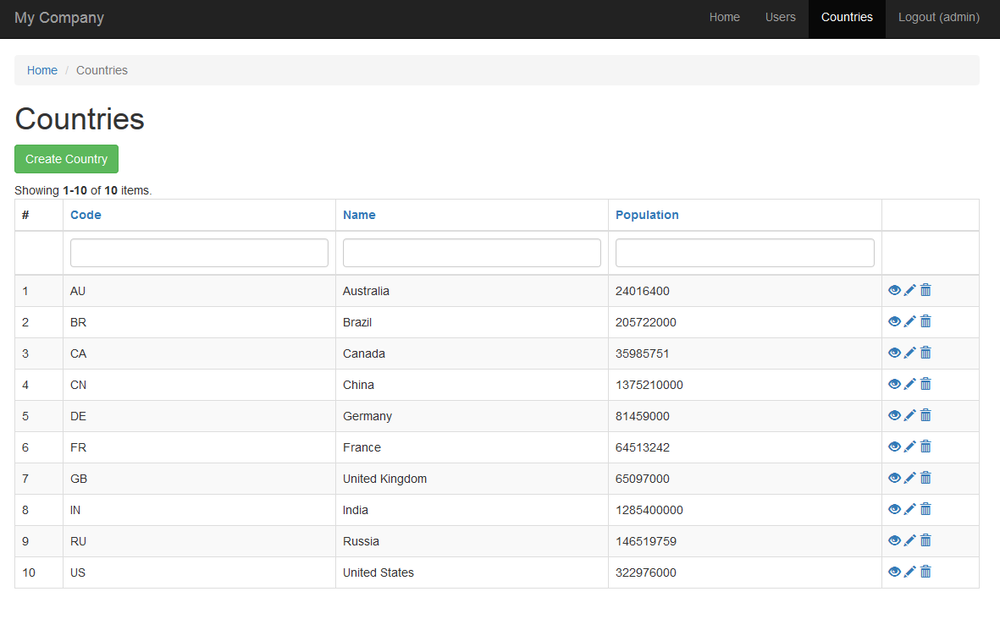 My Company Home Users Countries Logout (admin)
Home / Countries
Countries
Create Country
Showing 1-10 of 10 items.
# Code Name Population
1 AU Australia 24016400
2 BR Brazil 205722000
3 CA Canada 35985751
4 CN China 1375210000
5 DE Germany 81459000
6 FR France 64513242
7 GB United Kingdom 65097000
8 IN India 1285400000
9 RU Russia 146519759
10 US United States 322976000